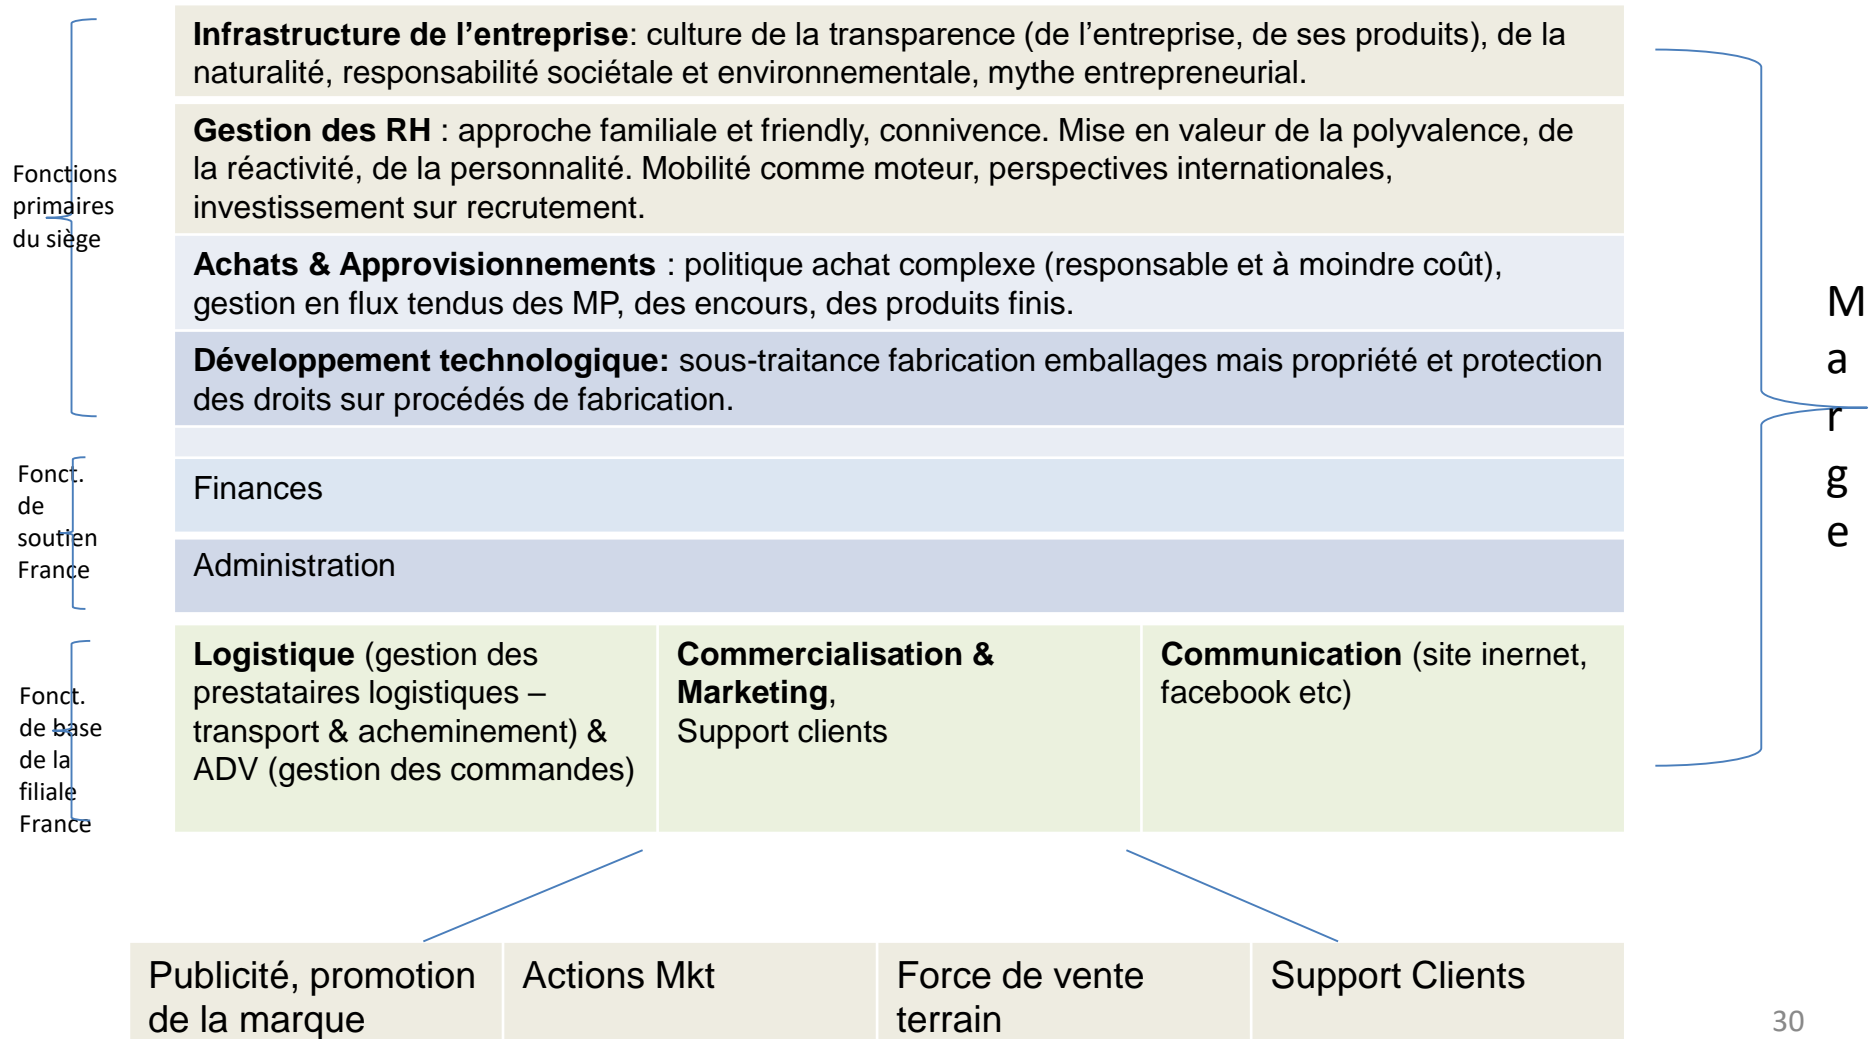 Infrastructure de l’entreprise: culture de la transparence (de l’entreprise, de ses produits), de la
naturalité, responsabilité sociétale et environnementale, mythe entrepreneurial.
Fonctions
primaires
du siège
Gestion des RH : approche familiale et friendly, connivence. Mise en valeur de la polyvalence, de
la réactivité, de la personnalité. Mobilité comme moteur, perspectives internationales,
investissement sur recrutement.
Achats & Approvisionnements : politique achat complexe (responsable et à moindre coût),
gestion en flux tendus des MP, des encours, des produits finis.
Développement technologique: sous-traitance fabrication emballages mais propriété et protection
des droits sur procédés de fabrication.
M
a
r
g
e
Fonct.
de
soutien
France
Finances
Administration
Fonct.
de base
de la
filiale
France
Logistique (gestion des
prestataires logistiques –
transport & acheminement) &
ADV (gestion des commandes)
Commercialisation &
Marketing,
Support clients
Communication (site inernet,
facebook etc)
Publicité, promotion
de la marque
Actions Mkt
Force de vente
terrain
Support Clients
30